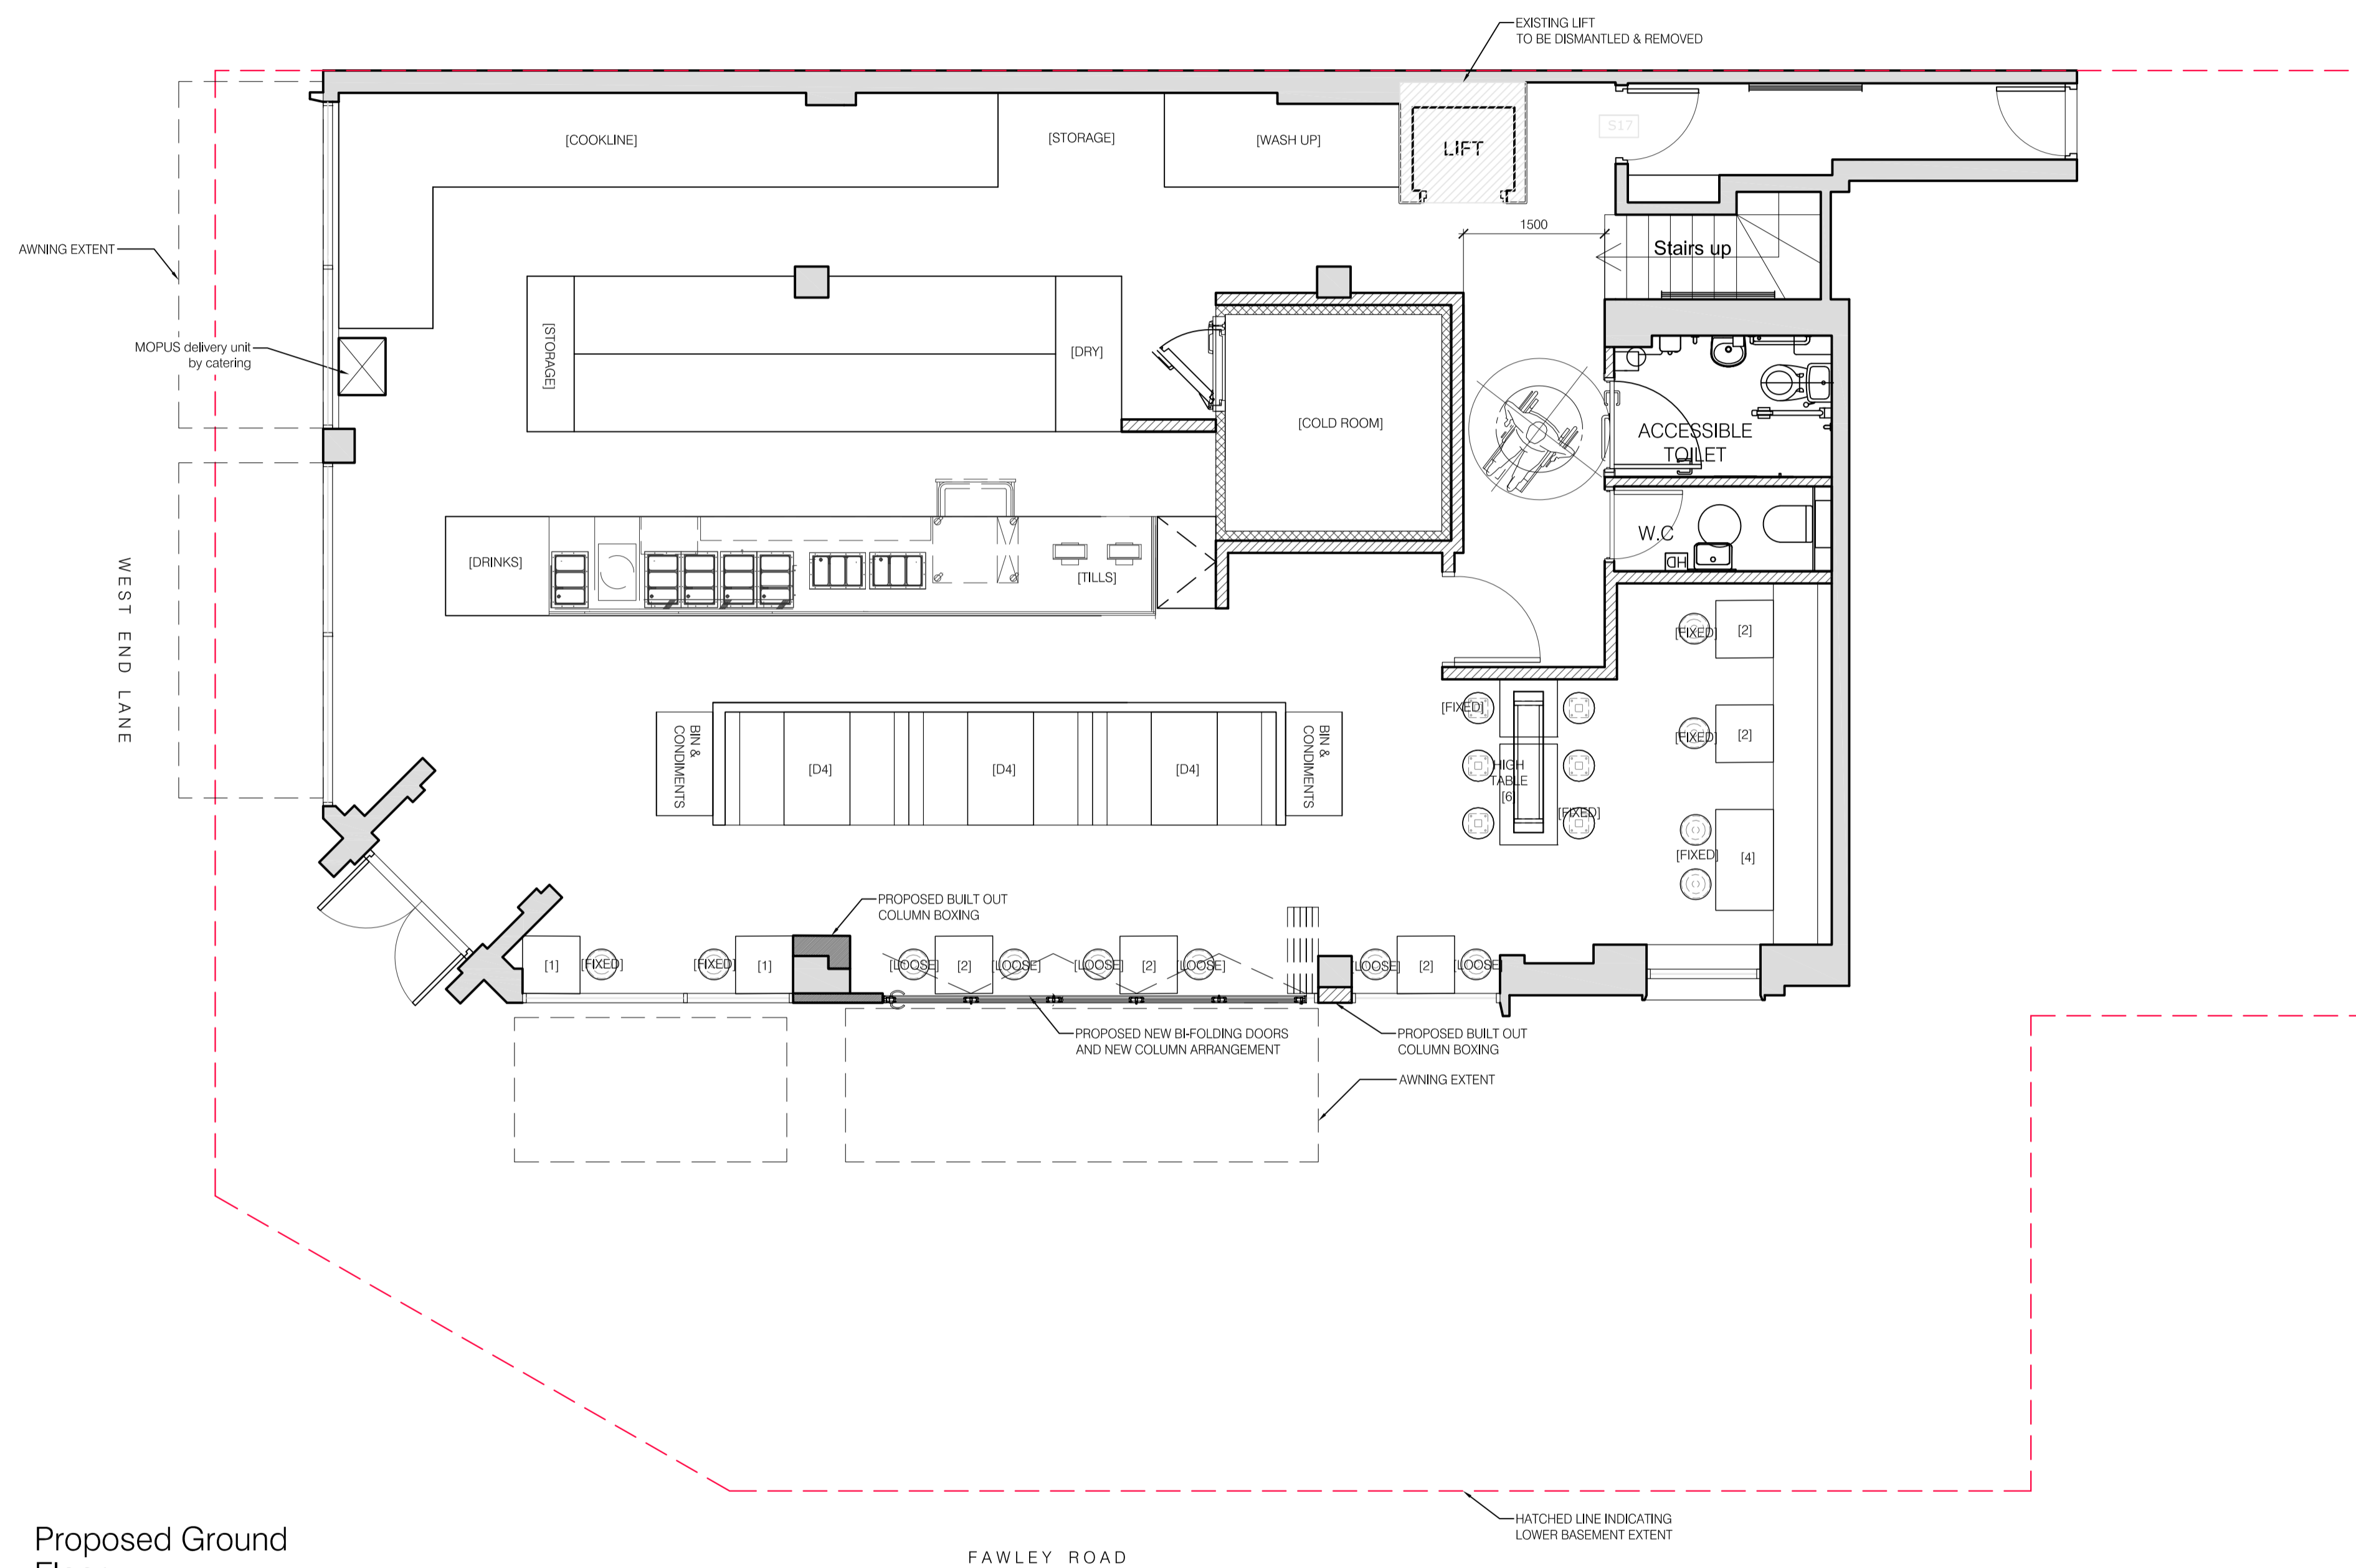 EXISTING LIFT
TO BE DISMANTLED & REMOVED
[COOKLINE]
[STORAGE]
[WASH UP]
LIFT
S17
AWNING EXTENT
1500
Stairs up
MOPUS delivery unit
by catering
[STORAGE]
[DRY]
[COLD ROOM]
ACCESSIBLE
TOILET
WEST END LANE
[DRINKS]
[TILLS]
W.C
HD
[FIXED]
[2]
[FIXED]
[2]
[FIXED]
BIN &
CONDIMENTS
[D4]
[D4]
[D4]
BIN &
CONDIMENTS
HIGH
TABLE
[6]
[FIXED]
[FIXED]
[4]
PROPOSED BUILT OUT
COLUMN BOXING
[1]
[FIXED]
[FIXED]
[1]
[LOOSE]
[2]
[LOOSE]
[LOOSE]
[2]
[LOOSE]
[LOOSE]
[2]
[LOOSE]
PROPOSED NEW BI-FOLDING DOORS
AND NEW COLUMN ARRANGEMENT
PROPOSED BUILT OUT
COLUMN BOXING
AWNING EXTENT
HATCHED LINE INDICATING
LOWER BASEMENT EXTENT
Proposed Ground
FAWLEY ROAD